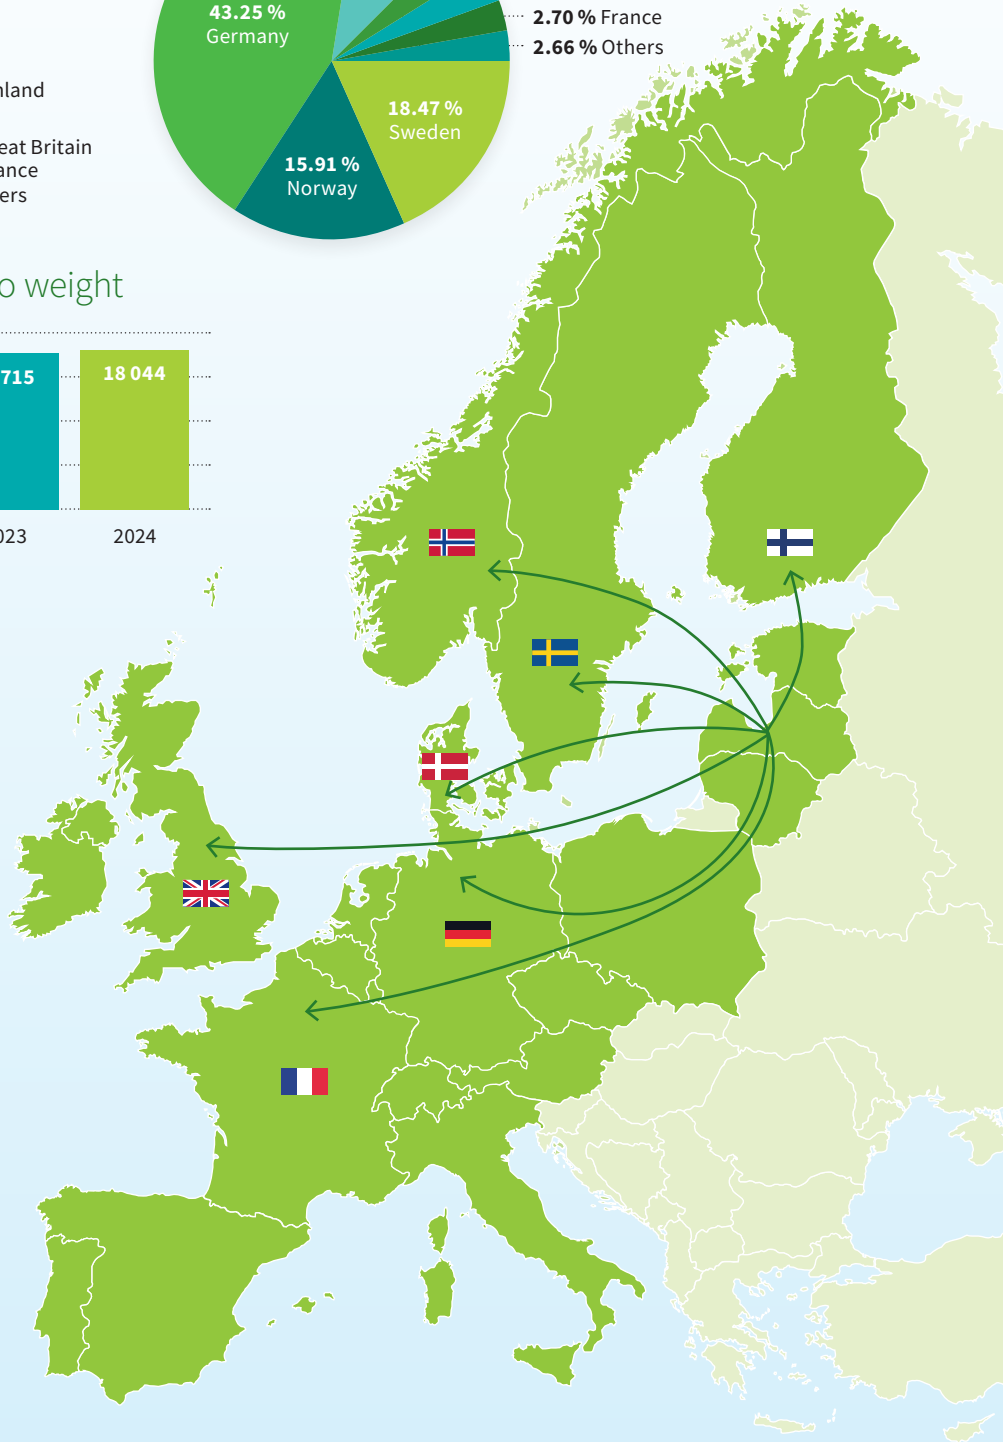 43.25 %
Germany
2.70 % France
2.66 % Others
nland
18.47 %
Sweden
eat Britain
15.91 %
Norway
ance
ers
o weight
715
18 044
023
2024